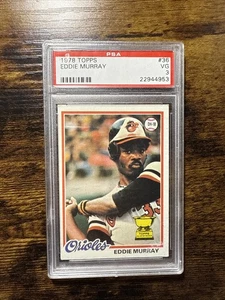 PSA
1978 TOPPS #36
EDDIE MURRAY VG
3
22944953
Orioles
EDDIE MURRAY